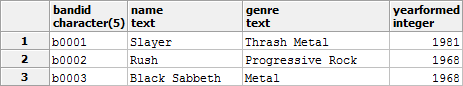 bandid name genre yearformed
character(5) text text integer
1 b0001 Slayer Thrash Metal 1981
2 b0002 Rush Progressive Rock 1968
3 b0003 Black Sabbeth Metal 1968